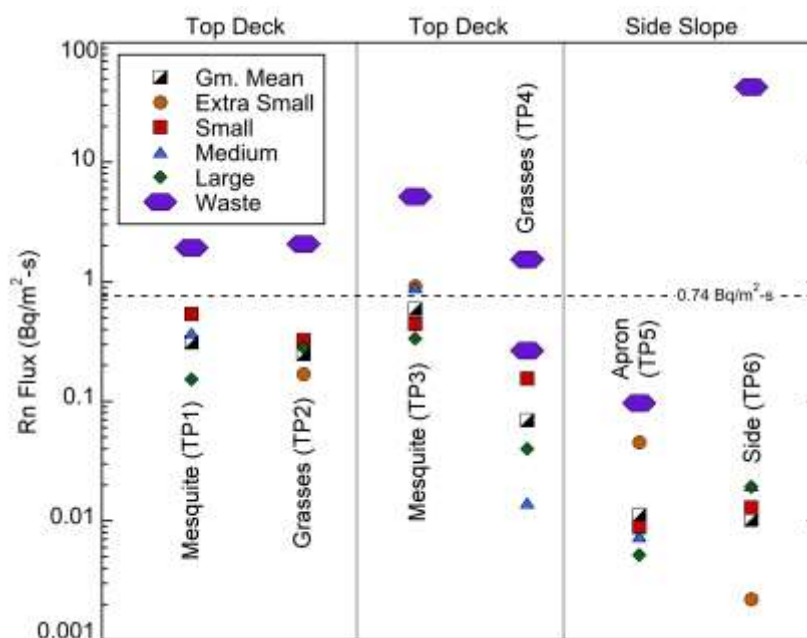 Top Deck Top Deck Side Slope
100
10
1
0.1
0.01
0.001
Rn Flux (Bq/m²-s)
Gm. Mean
Extra Small
Small
Medium
Large
Waste
0.74 Bq/m²-s
Mesquite (TP1)
Grasses (TP2)
Mesquite (TP3)
Grasses (TP4)
Apron
(TP5)
Side (TP6)